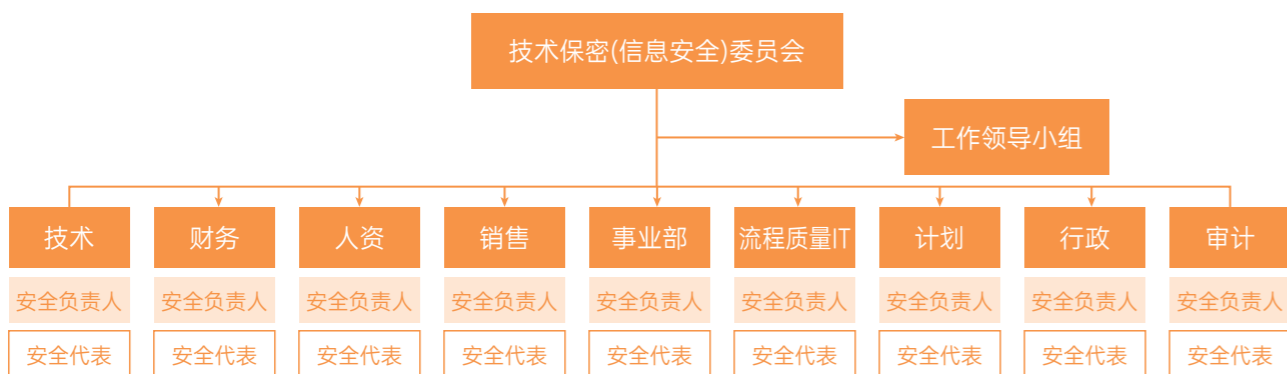 技术保密(信息安全)委员会
工作领导小组
技术 财务 人资 销售 事业部 流程质量IT 计划 行政 审计
安全负责人 安全负责人 安全负责人 安全负责人 安全负责人 安全负责人 安全负责人 安全负责人 安全负责人
安全代表 安全代表 安全代表 安全代表 安全代表 安全代表 安全代表 安全代表 安全代表